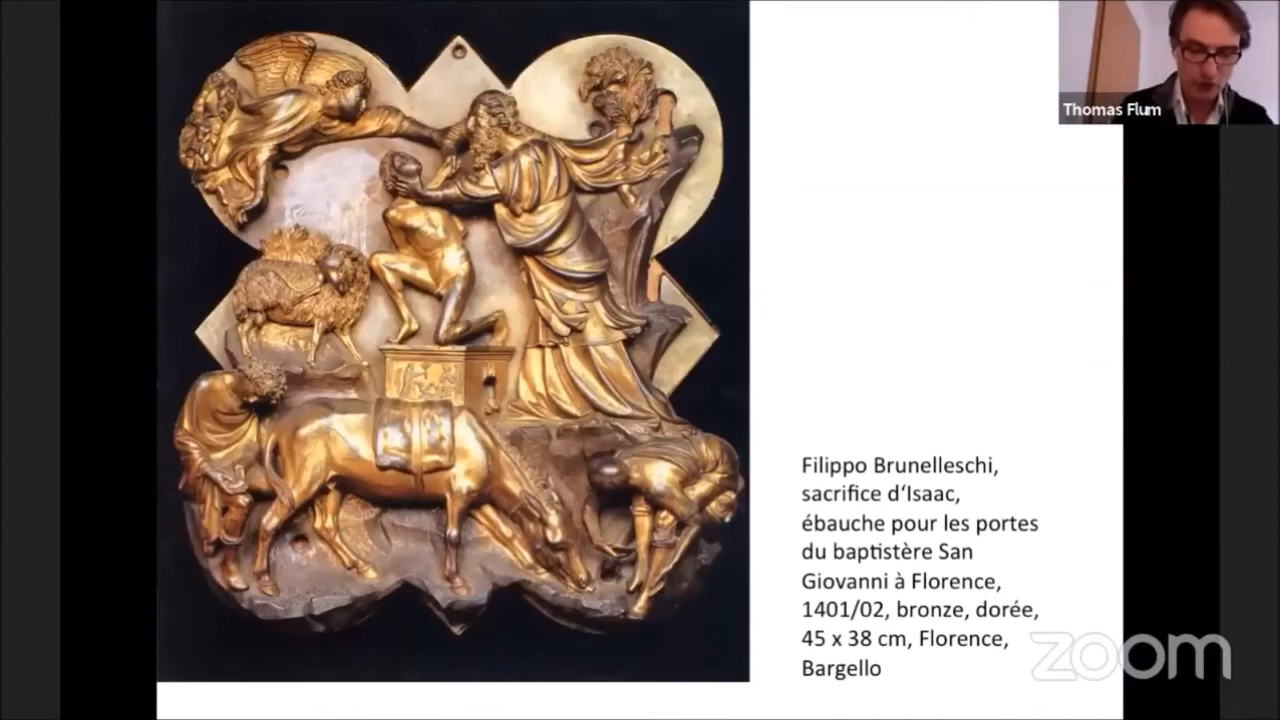 Thomas Flum
Filippo Brunelleschi,
sacrifice d‘Isaac,
ébauche pour les portes
du baptistère San
Giovanni à Florence,
1401/02, bronze, dorée,
45 x 38 cm, Florence,
Bargello
zoom